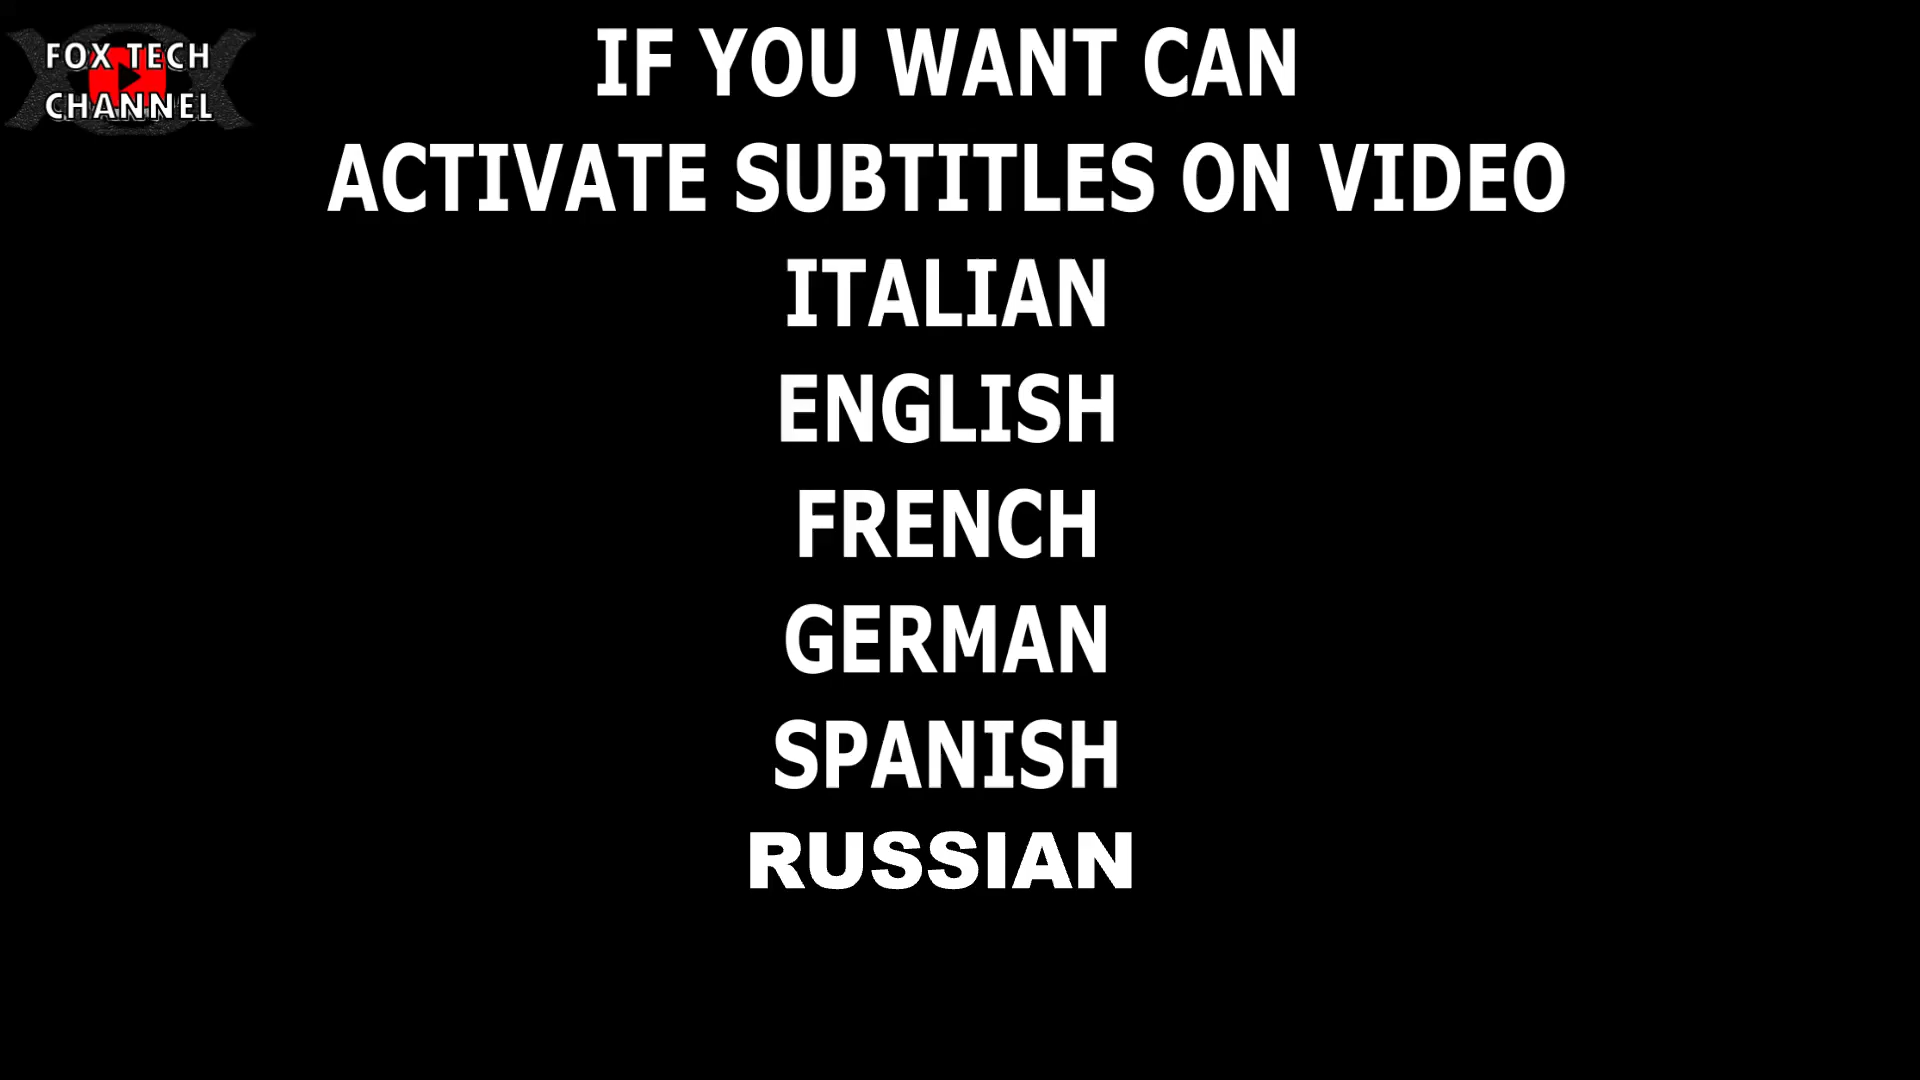 FOX TECH
CHANNEL
IF YOU WANT CAN
ACTIVATE SUBTITLES ON VIDEO
ITALIAN
ENGLISH
FRENCH
GERMAN
SPANISH
RUSSIAN